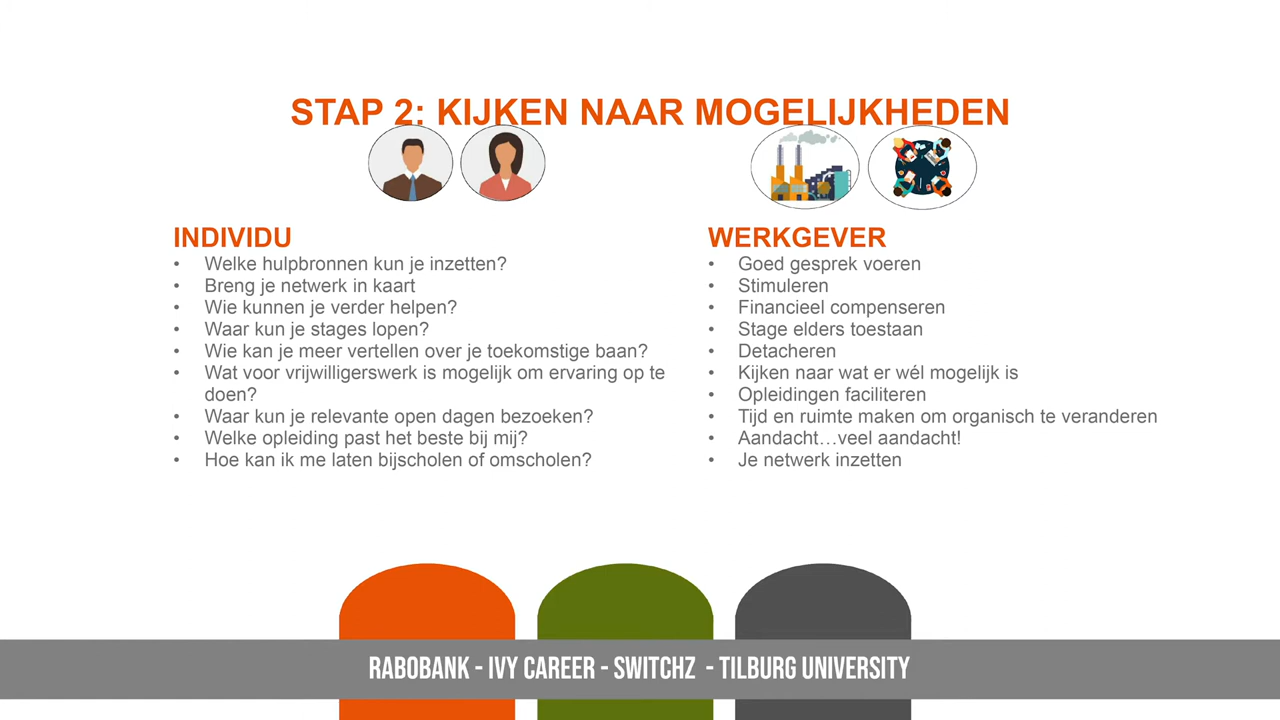 STAP 2: KIJKEN NAAR MOGELIJKHEDEN
INDIVIDU
• Welke hulpbronnen kun je inzetten?
• Breng je netwerk in kaart
• Wie kunnen je verder helpen?
• Waar kun je stages lopen?
• Wie kan je meer vertellen over je toekomstige baan?
• Wat voor vrijwilligerswerk is mogelijk om ervaring op te
doen?
• Waar kun je relevante open dagen bezoeken?
• Welke opleiding past het beste bij mij?
• Hoe kan ik me laten bijscholen of omscholen?
WERKGEVER
• Goed gesprek voeren
• Stimuleren
• Financieel compenseren
• Stage elders toestaan
• Detacheren
• Kijken naar wat er wél mogelijk is
• Opleidingen faciliteren
• Tijd en ruimte maken om organisch te veranderen
• Aandacht…veel aandacht!
• Je netwerk inzetten
RABOBANK - IVY CAREER - SWITCHZ - TILBURG UNIVERSITY